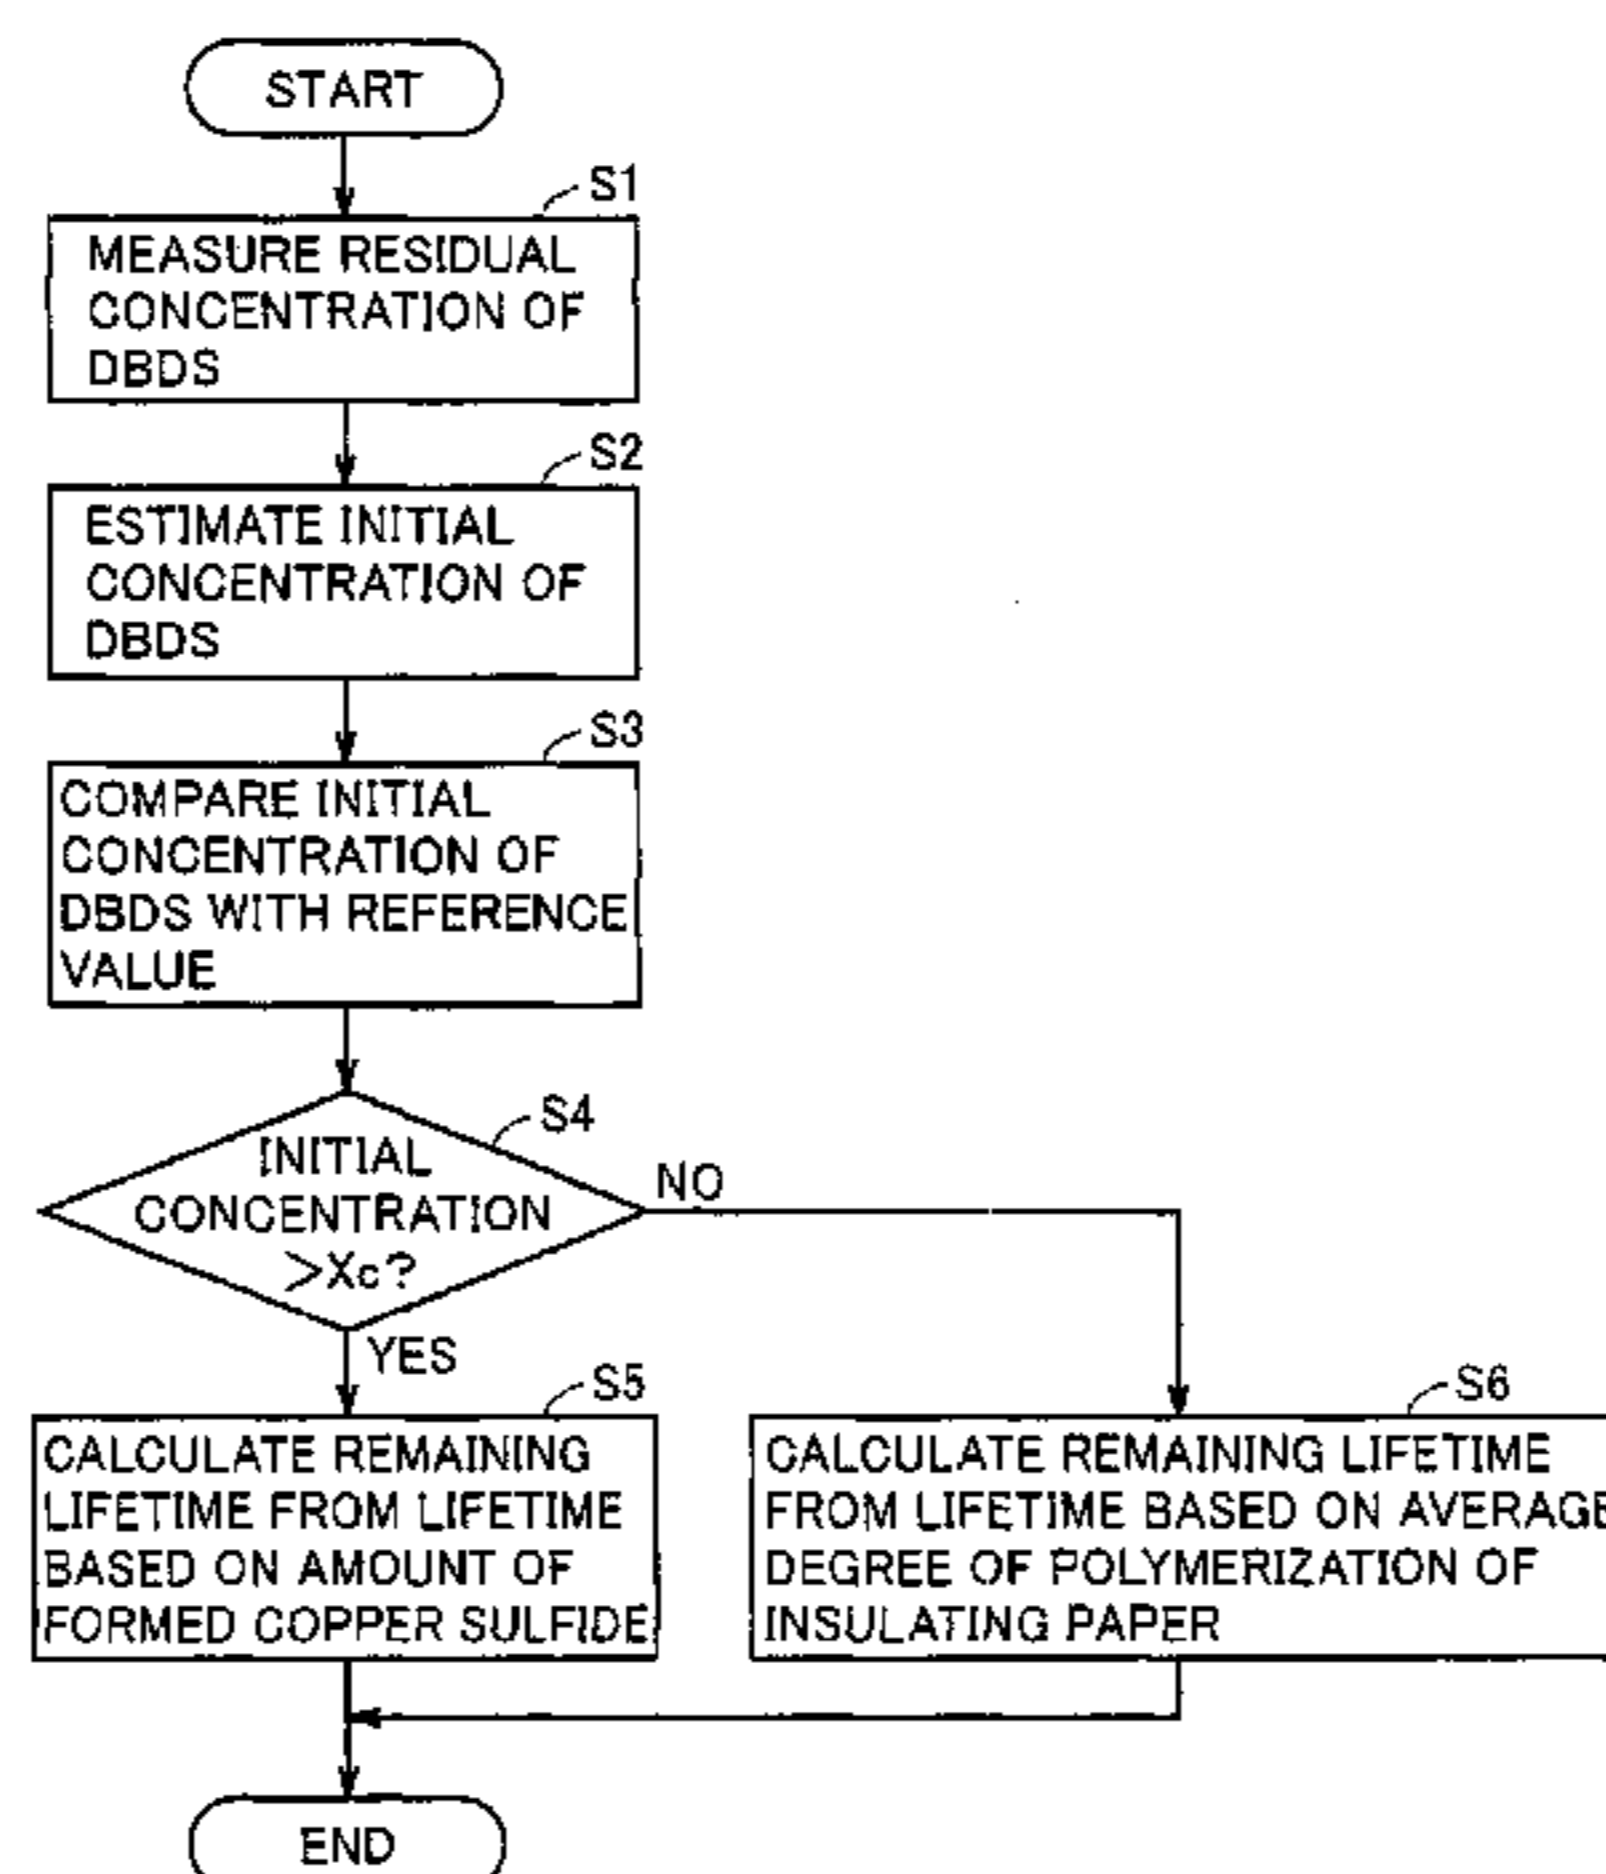 START
S1
MEASURE RESIDUAL
CONCENTRATION OF
DBDS
S2
ESTIMATE INITIAL
CONCENTRATION OF
DBDS
S3
COMPARE INITIAL
CONCENTRATION OF
DBDS WITH REFERENCE
VALUE
S4
INITIAL
CONCENTRATION
>Xc?
NO
YES
S5
CALCULATE REMAINING
LIFETIME FROM LIFETIME
BASED ON AMOUNT OF
FORMED COPPER SULFIDE
S6
CALCULATE REMAINING LIFETIME
FROM LIFETIME BASED ON AVERAGE
DEGREE OF POLYMERIZATION OF
INSULATING PAPER
END